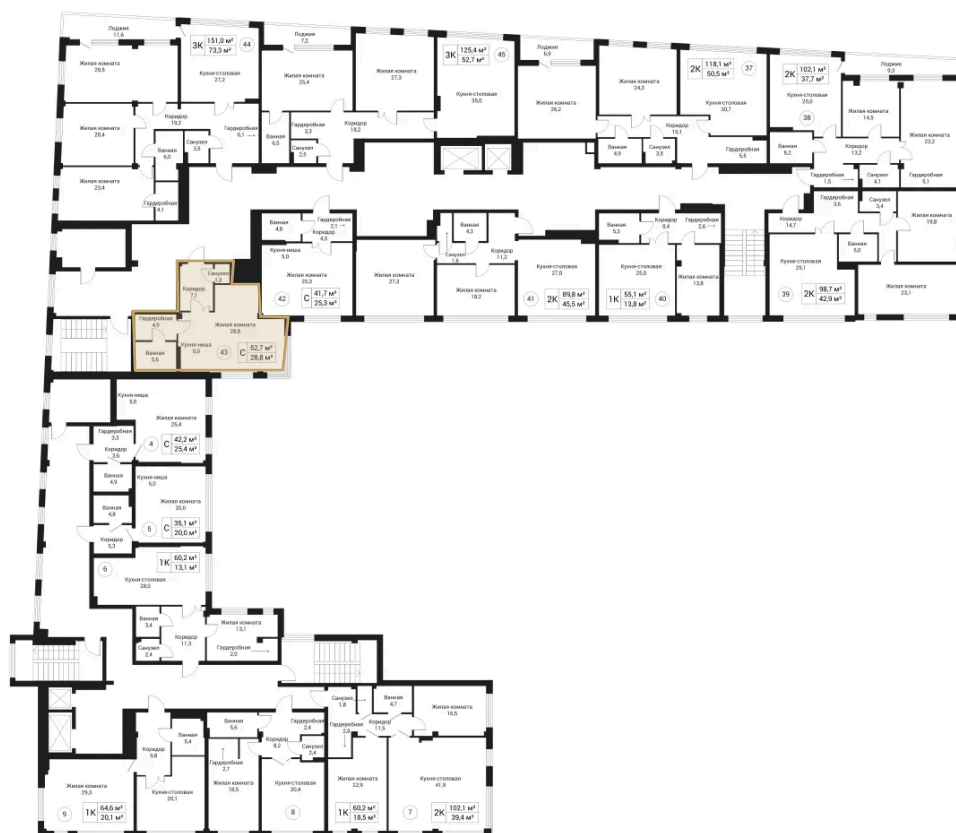 Лоджия
11,6
Жилая комната
29,5
3К
151,0 м²
73,3 м²
44
Кухня-столовая
27,2
Лоджия
7,2
Жилая комната
25,4
Жилая комната
27,3
3К
125,4 м²
52,7 м²
45
Кухня-столовая
35,0
Лоджия
6,9
Жилая комната
26,2
Жилая комната
24,3
2К
118,1 м²
50,5 м²
37
Кухня-столовая
30,7
2К
102,1 м²
37,7 м²
Кухня-столовая
25,0
38
Лоджия
9,3
Жилая комната
14,5
Жилая комната
23,2
Жилая комната
20,4
Коридор
19,2
Ванная
6,0
Санузел
3,5
Гардеробная
6,1
Ванная
5,5
Гардеробная
3,3
Коридор
18,2
Санузел
2,5
Ванная
4,9
Санузел
3,5
Коридор
16,1
Гардеробная
5,5
Ванная
6,2
Коридор
13,2
Гардеробная
1,5
Санузел
4,1
Гардеробная
5,1
Жилая комната
23,4
Гардеробная
4,1
Ванная
4,8
Гардеробная
2,1
Коридор
4,5
Кухня-ниша
5,0
Жилая комната
25,3
42
С
41,7 м²
25,3 м²
Жилая комната
27,3
Ванная
4,3
Санузел
1,8
Коридор
11,3
Жилая комната
18,2
Кухня-столовая
27,0
41
2К
89,8 м²
45,5 м²
Ванная
5,3
Коридор
8,4
Гардеробная
2,6
Кухня-столовая
25,0
1К
55,1 м²
13,8 м²
40
Жилая комната
13,8
Коридор
14,7
Гардеробная
3,6
Санузел
3,4
Ванная
5,0
Жилая комната
19,8
Кухня-столовая
29,1
39
2К
98,7 м²
42,9 м²
Жилая комната
23,1
Санузел
1,3
Коридор
7,1
Гардеробная
4,9
Жилая комната
28,8
Ванная
5,6
Кухня-ниша
5,0
43
С
52,7 м²
28,8 м²
Кухня-ниша
5,0
Жилая комната
25,4
Гардеробная
3,3
Коридор
3,6
4
С
42,2 м²
25,4 м²
Ванная
4,9
Кухня-ниша
5,0
Жилая комната
20,0
Ванная
4,8
5
С
35,1 м²
20,0 м²
Коридор
5,3
1К
60,2 м²
13,1 м²
6
Кухня-столовая
28,0
Ванная
3,4
Санузел
2,4
Коридор
11,3
Жилая комната
13,1
Гардеробная
2,0
Ванная
5,4
Коридор
9,8
Жилая комната
29,3
9
1К
64,6 м²
20,1 м²
Кухня-столовая
20,1
Ванная
5,6
Гардеробная
2,4
Коридор
8,2
Санузел
2,4
Гардеробная
2,7
Жилая комната
18,5
Кухня-столовая
20,4
8
1К
60,2 м²
18,5 м²
Санузел
1,8
Ванная
4,7
Гардеробная
2,8
Коридор
11,5
Жилая комната
16,5
Жилая комната
22,9
Кухня-столовая
41,9
7
2К
102,1 м²
39,4 м²